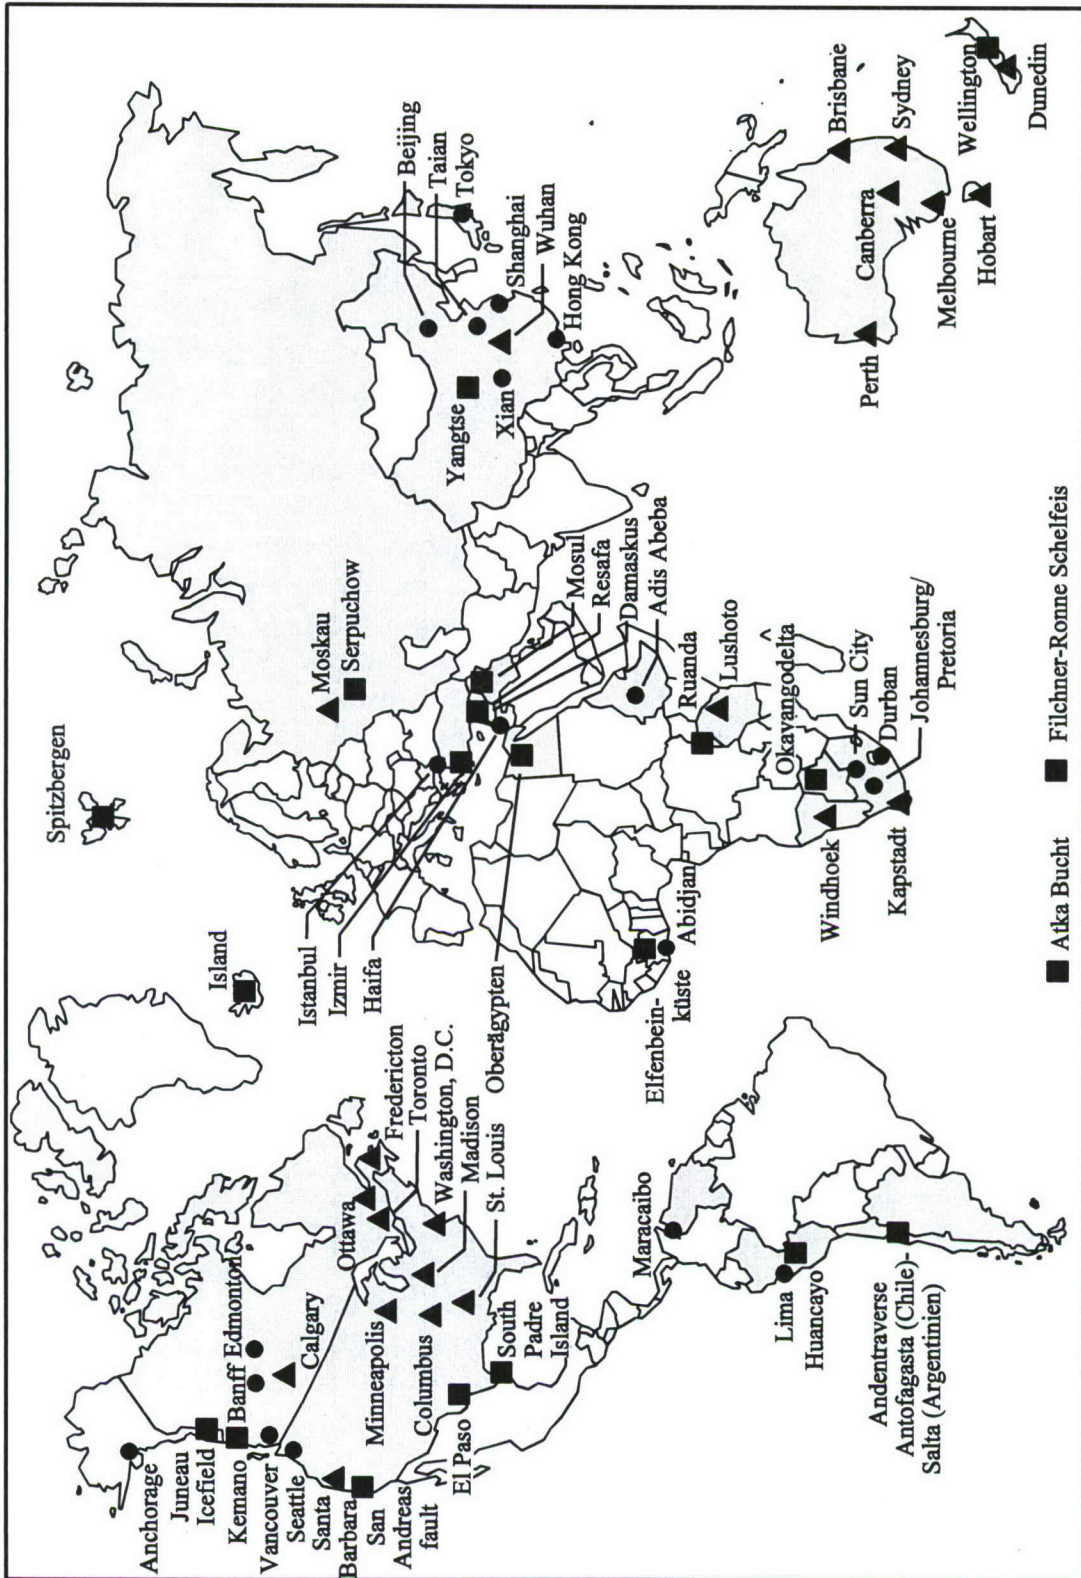 Spitzbergen
Island
Anchorage
Juneau
Icefield
Kemano
Vancouver
Seattle
Santa
Barbara
San
Andreas
fault
Banff
Edmonton
Calgary
Ottawa
Fredericton
Toronto
Washington, D.C.
Madison
St. Louis
Minneapolis
Columbus
El Paso
South
Padre
Island
Maracaibo
Lima
Huancayo
Andentraverse
Antofagasta (Chile)-
Salta (Argentinien)
Istanbul
Izmir
Haifa
Oberägypten
Elfenbein-
küste
Abidjan
Moskau
Serpuchow
Mosul
Resafa
Damaskus
Adis Abeba
Ruanda
Lushoto
Okavangodelta
Sun City
Durban
Johannesburg/
Pretoria
Windhoek
Kapstadt
Beijing
Taian
Tokyo
Shanghai
Wuhan
Hong Kong
Yangtse
Xian
Perth
Canberra
Melbourne
Hobart
Brisbane
Sydney
Wellington
Dunedin
Atka Bucht
Filchner-Ronne Schelfeis